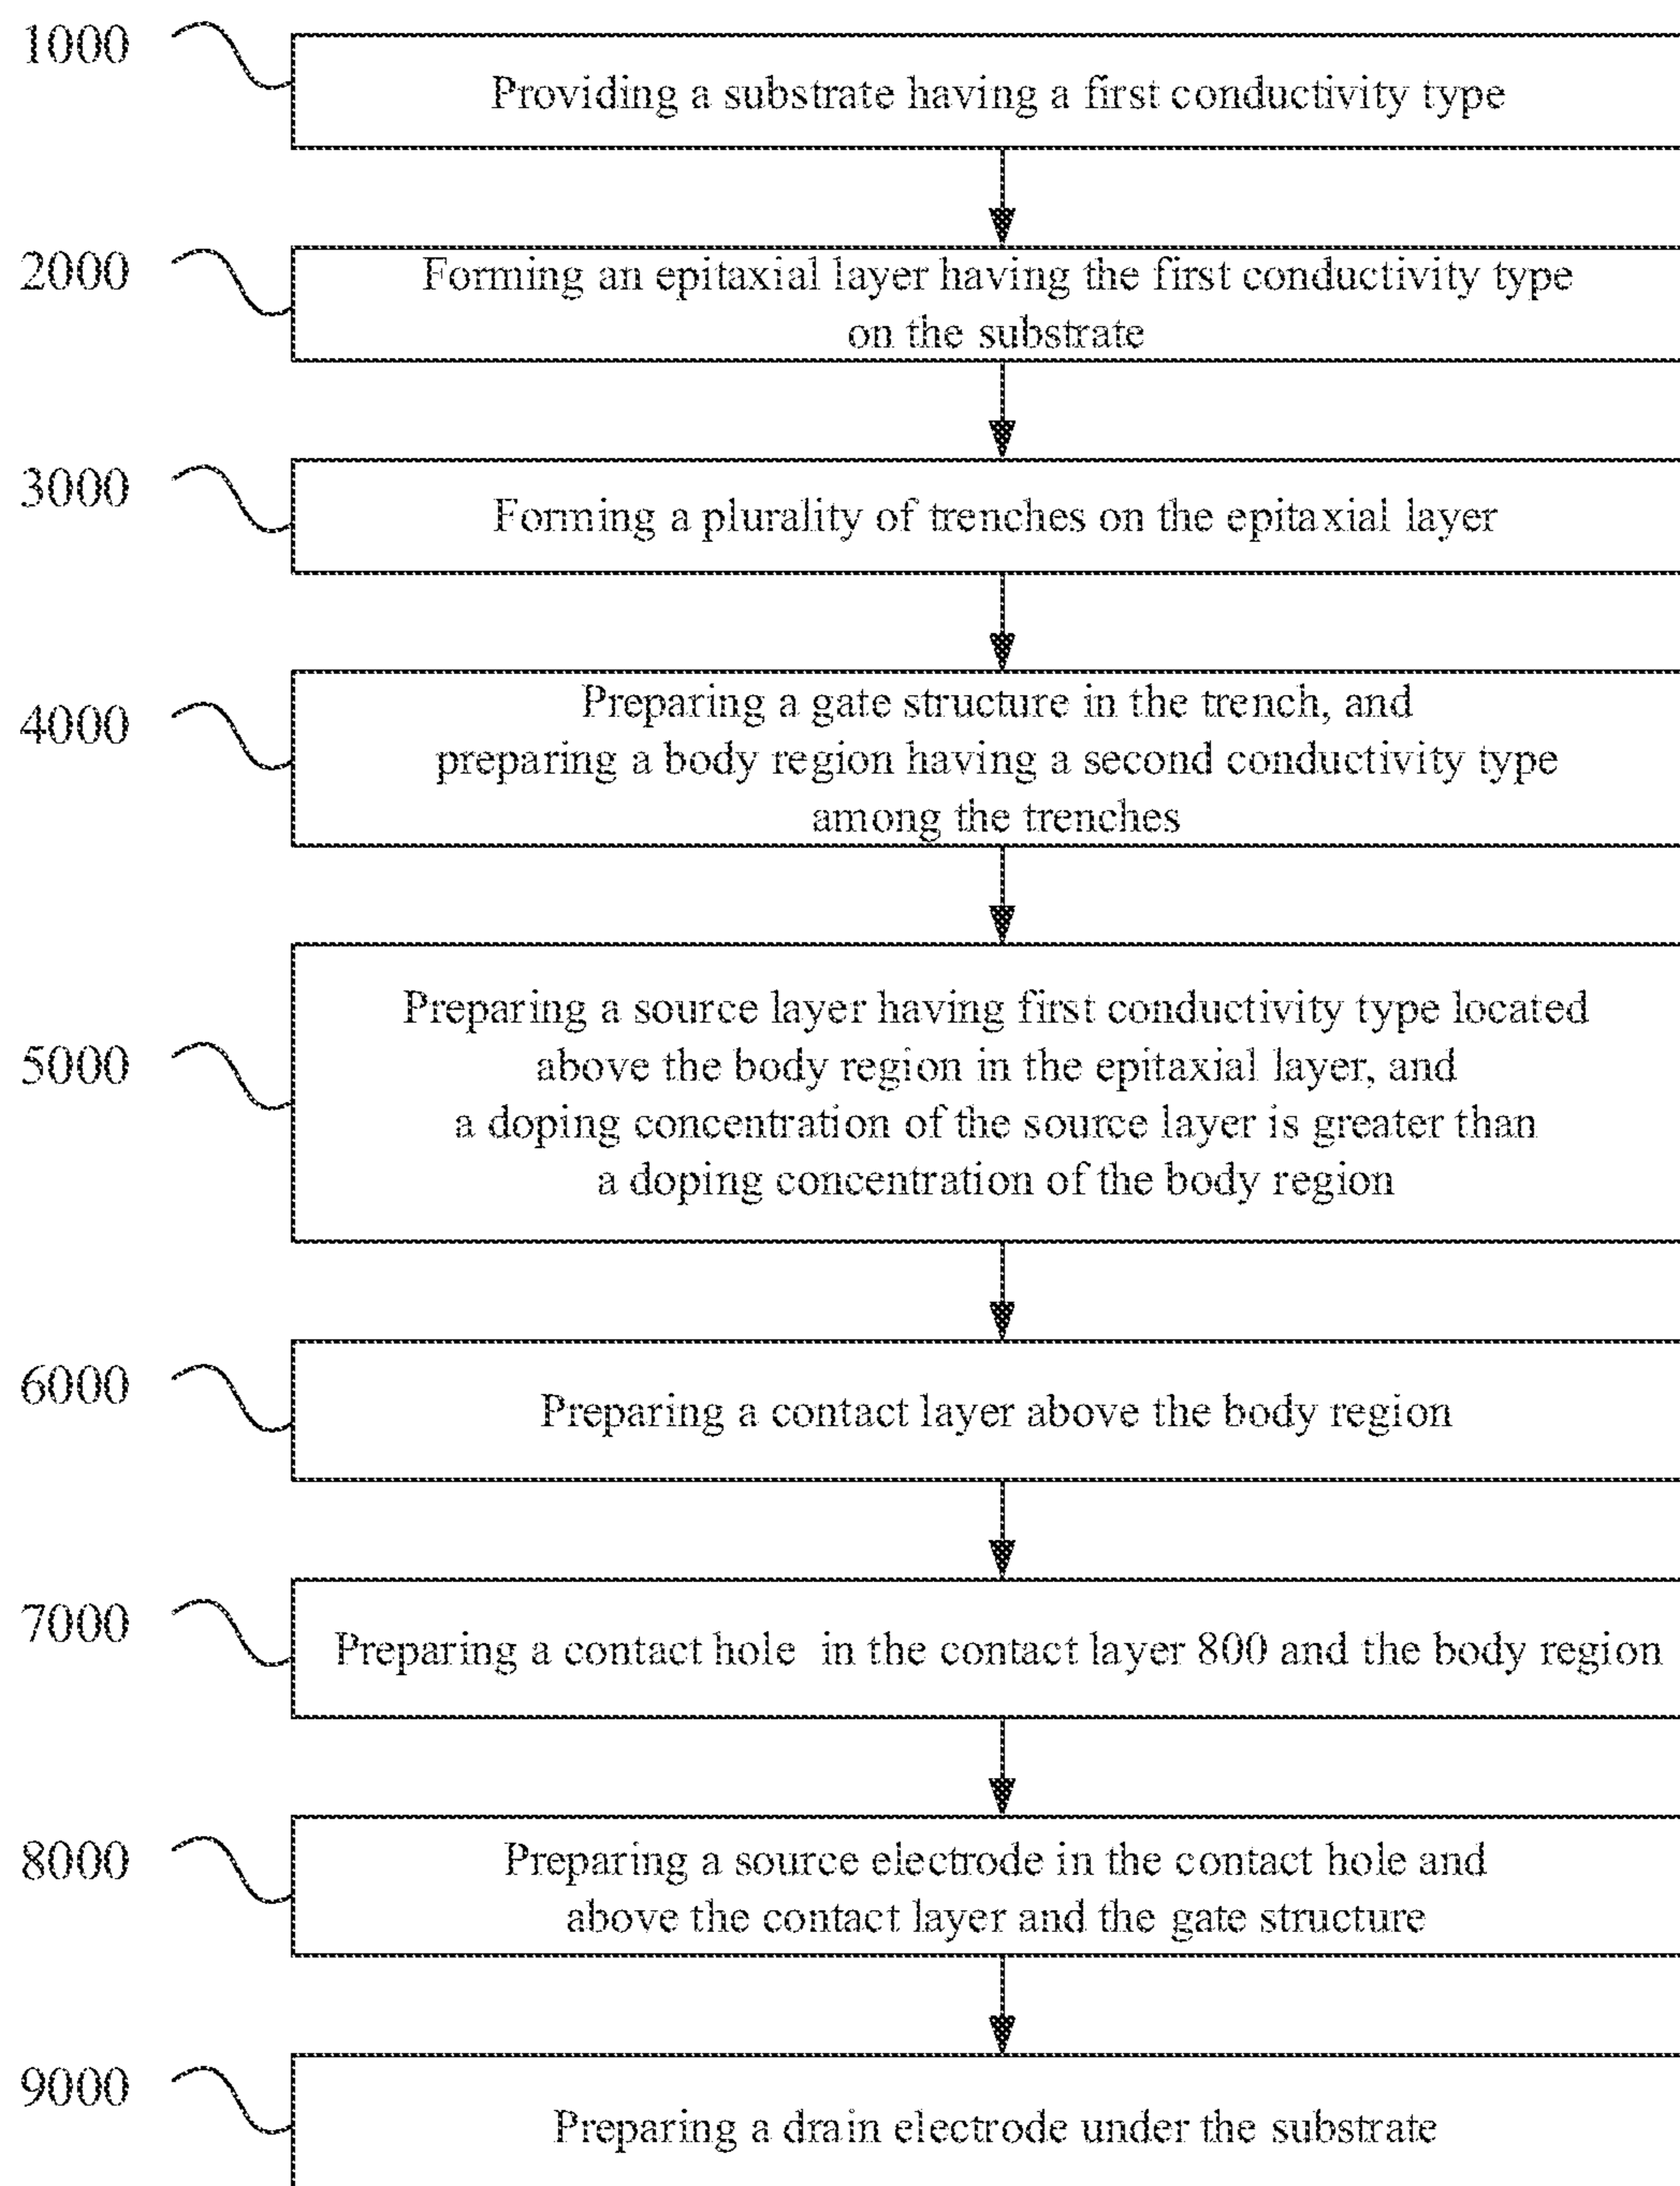 1000
Providing a substrate having a first conductivity type
2000
Forming an epitaxial layer having the first conductivity type
on the substrate
3000
Forming a plurality of trenches on the epitaxial layer
4000
Preparing a gate structure in the trench, and
preparing a body region having a second conductivity type
among the trenches
5000
Preparing a source layer having first conductivity type located
above the body region in the epitaxial layer, and
a doping concentration of the source layer is greater than
a doping concentration of the body region
6000
Preparing a contact layer above the body region
7000
Preparing a contact hole in the contact layer 800 and the body region
8000
Preparing a source electrode in the contact hole and
above the contact layer and the gate structure
9000
Preparing a drain electrode under the substrate